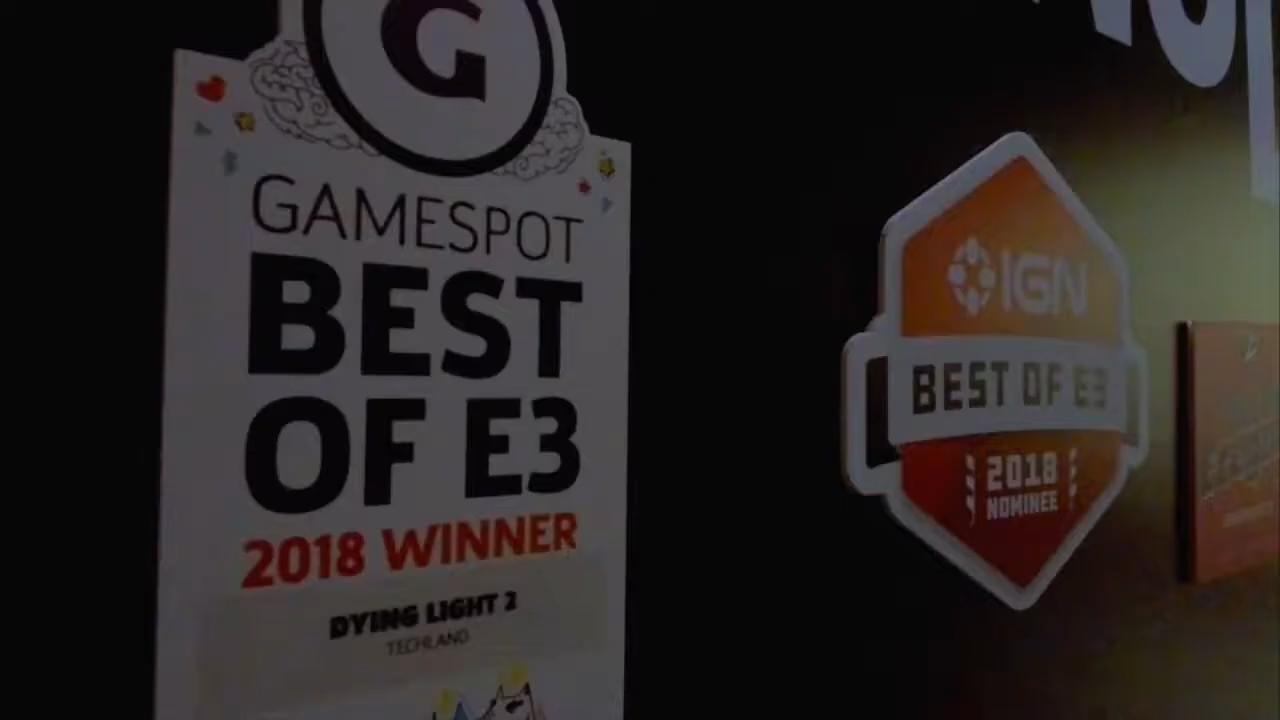 G
GAMESPOT
BEST
OF E3
2018 WINNER
DYING LIGHT 2
TECHLAND
IGN
BEST OF E3
2018
NOMINEE